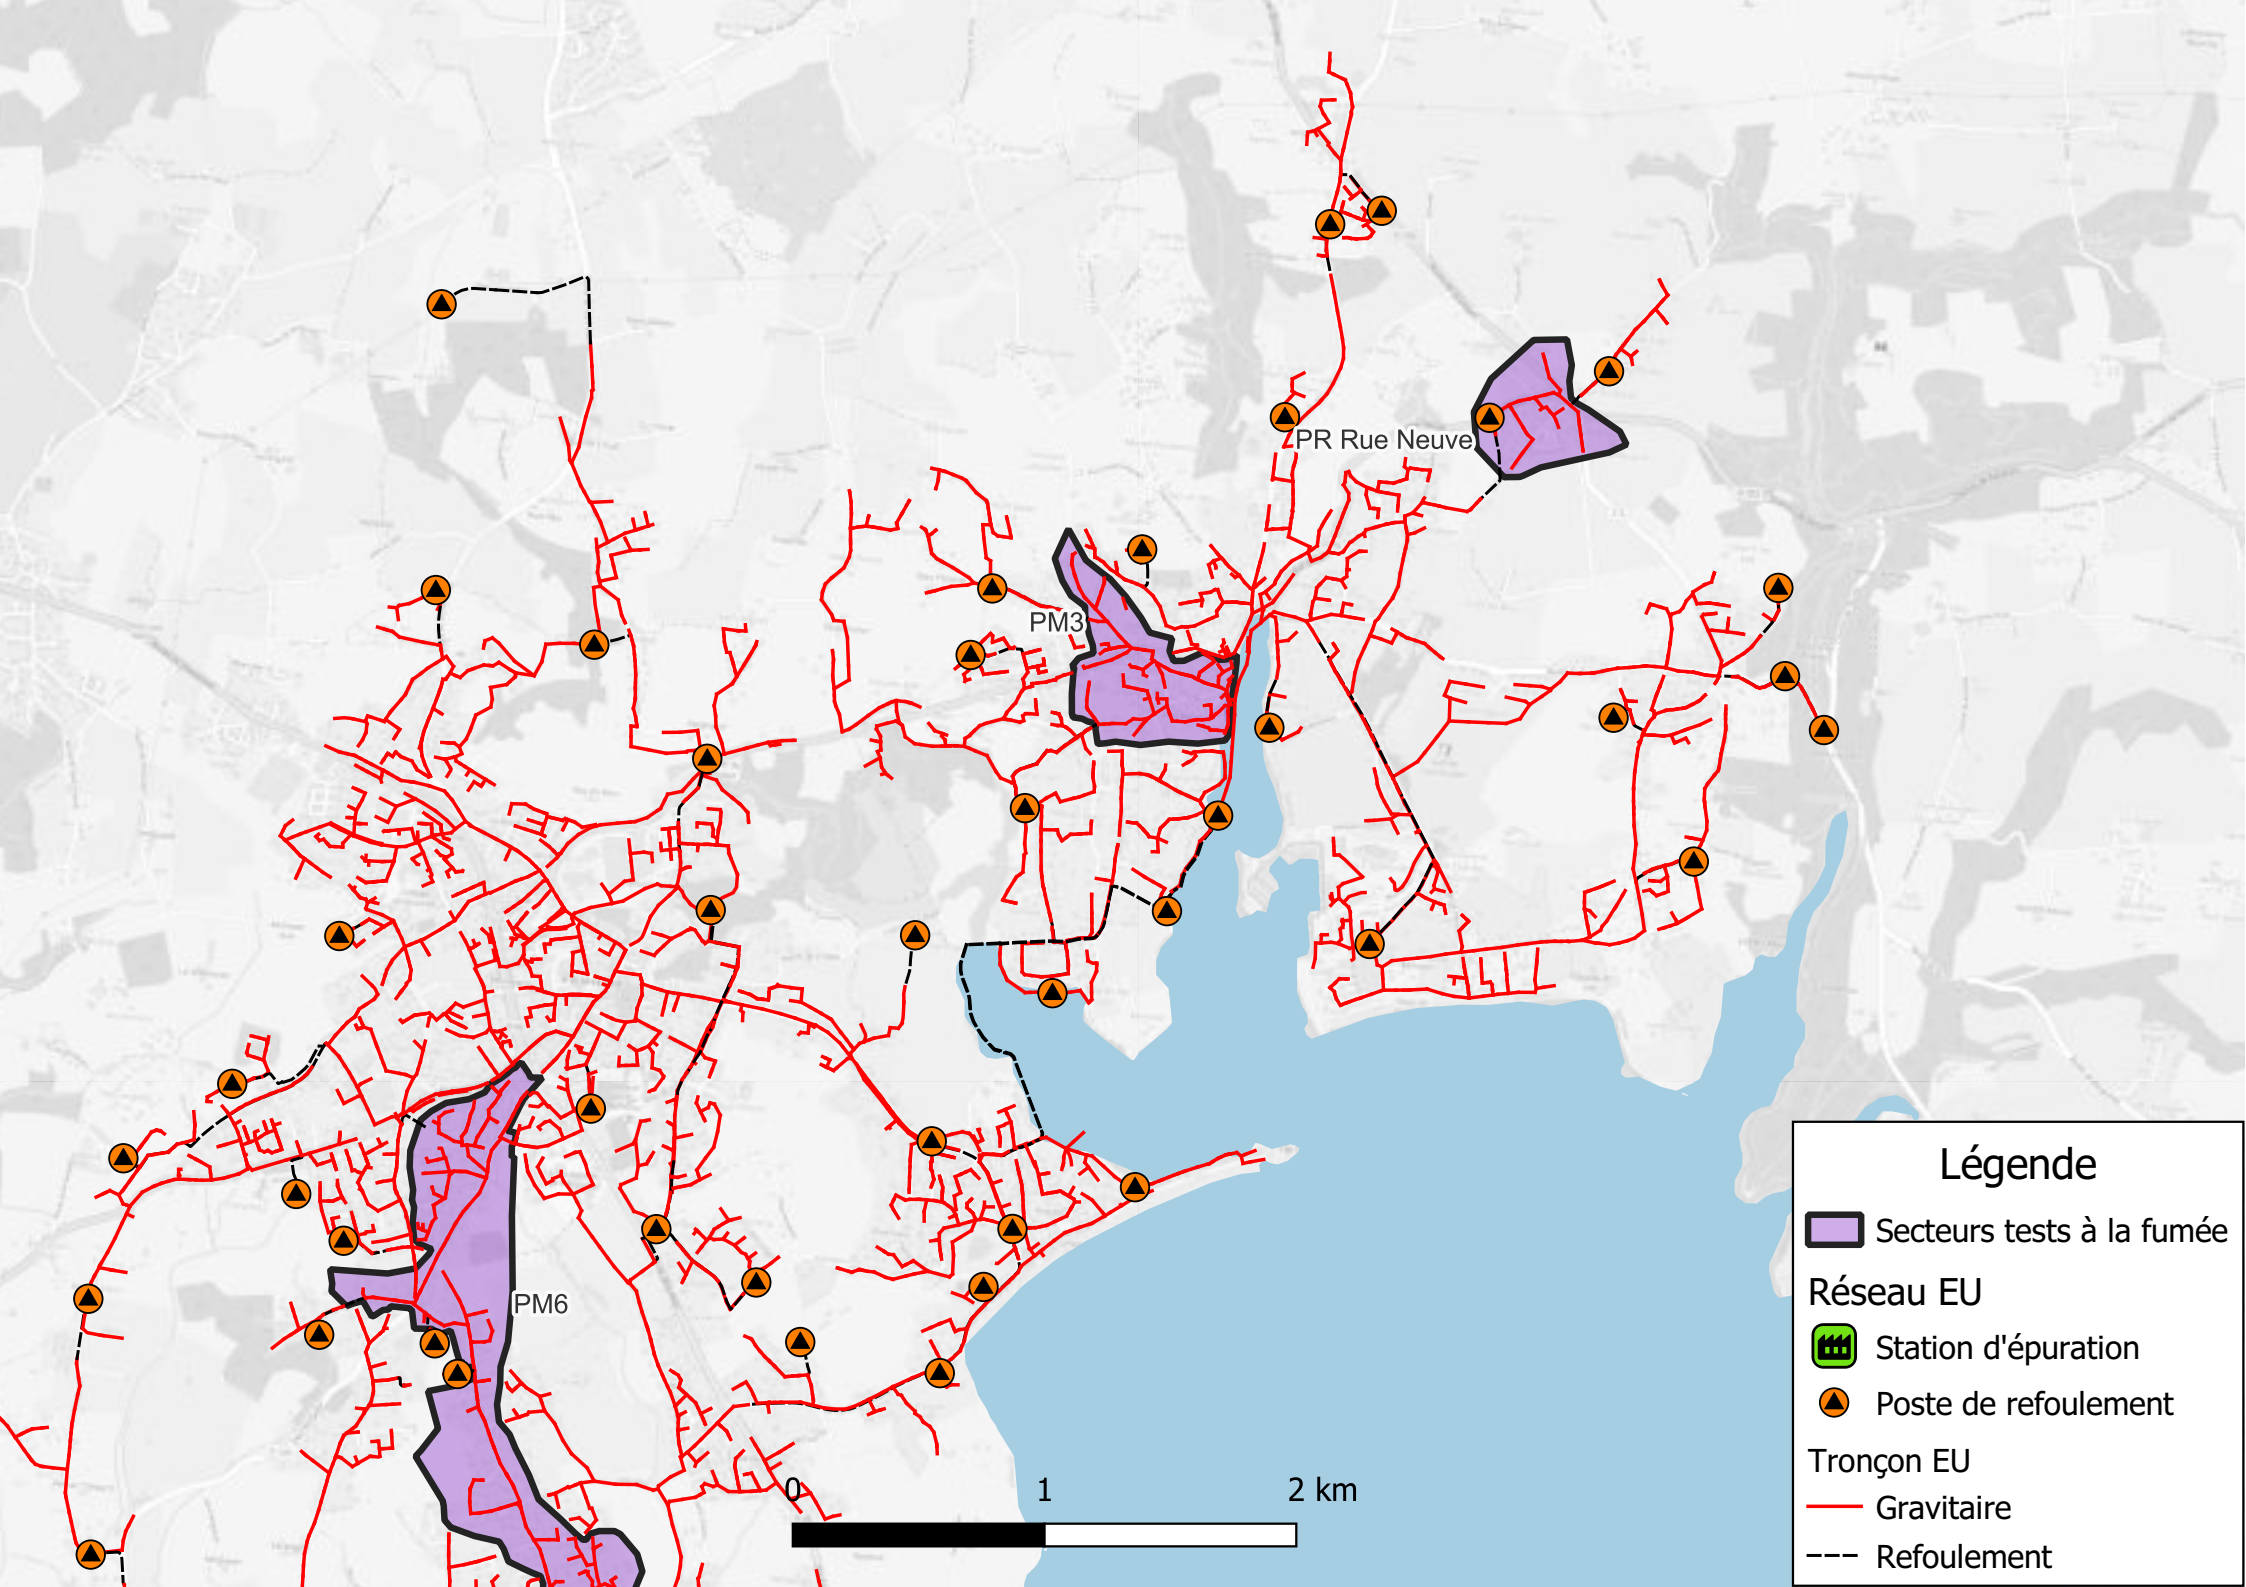 PR Rue Neuve
PM3
PM6
0 1 2 km
Légende
Secteurs tests à la fumée
Réseau EU
Station d'épuration
Poste de refoulement
Tronçon EU
Gravitaire
Refoulement